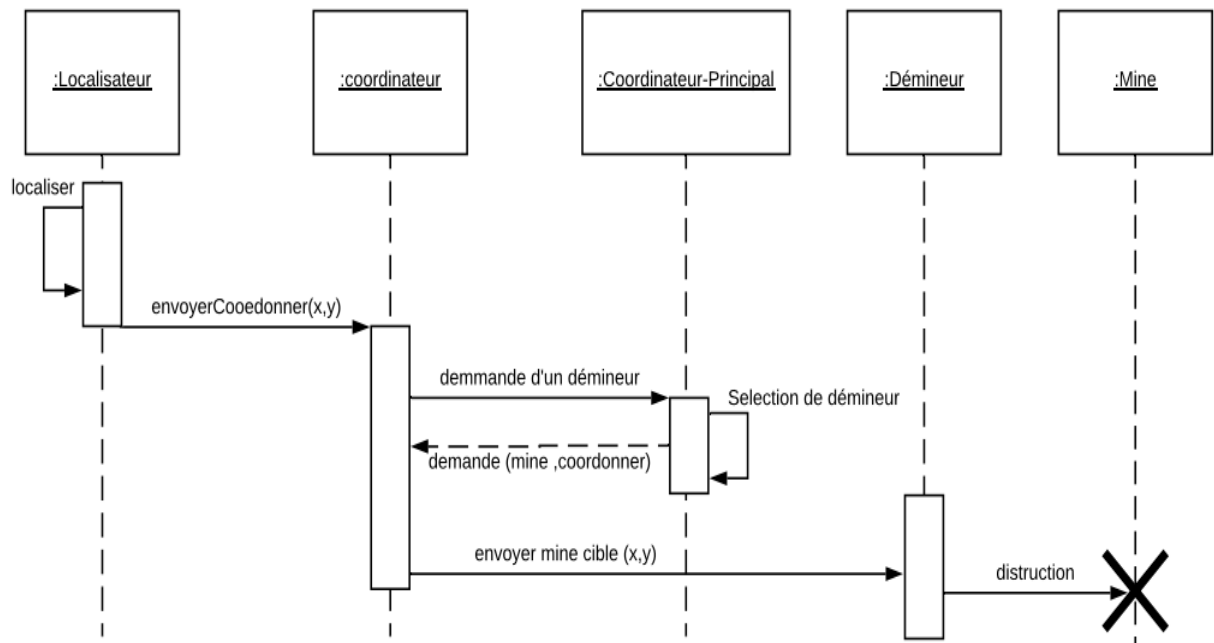 :Localisateur
:coordinateur
:Coordinateur-Principal
:Démineur
:Mine
localiser
envoyerCooedonner(x,y)
demmande d'un démineur
Selection de démineur
demande (mine ,coordonner)
envoyer mine cible (x,y)
distruction